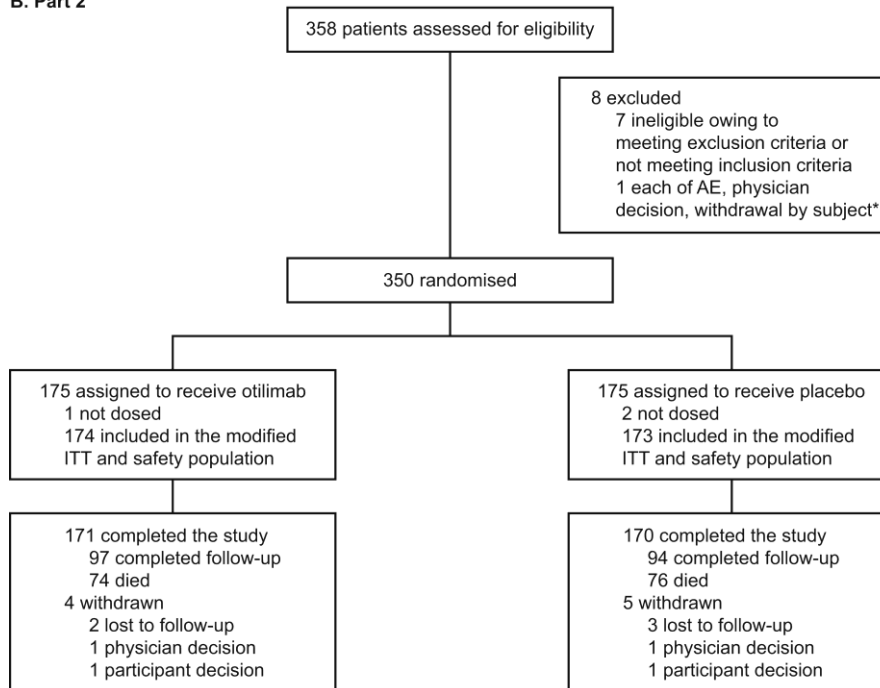 B. Part 2
358 patients assessed for eligibility
8 excluded
7 ineligible owing to
meeting exclusion criteria or
not meeting inclusion criteria
1 each of AE, physician
decision, withdrawal by subject*
350 randomised
175 assigned to receive otilimab
1 not dosed
174 included in the modified
ITT and safety population
175 assigned to receive placebo
2 not dosed
173 included in the modified
ITT and safety population
171 completed the study
97 completed follow-up
74 died
4 withdrawn
2 lost to follow-up
1 physician decision
1 participant decision
170 completed the study
94 completed follow-up
76 died
5 withdrawn
3 lost to follow-up
1 physician decision
1 participant decision